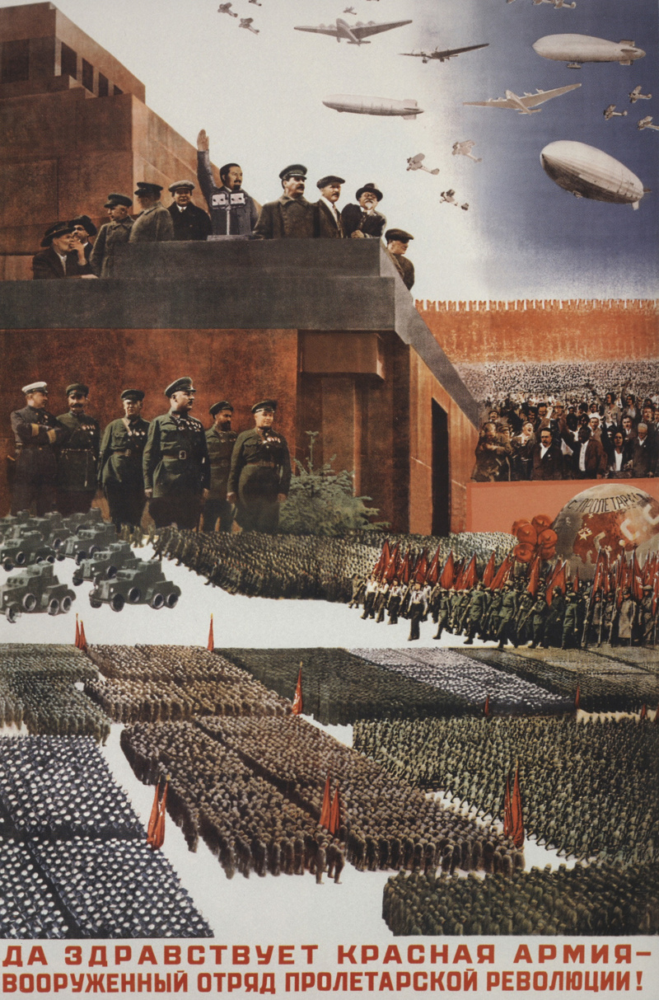 ДА ЗДРАВСТВУЕТ КРАСНАЯ АРМИЯ–
ВООРУЖЕННЫЙ ОТРЯД ПРОЛЕТАРСКОЙ РЕВОЛЮЦИИ!